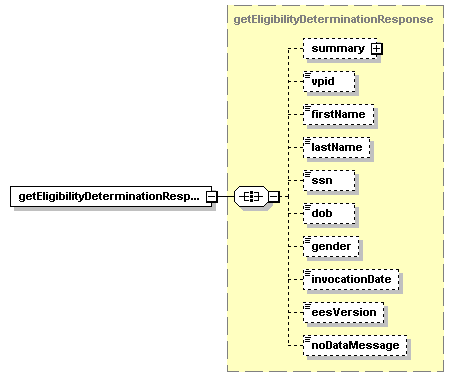 getEligibilityDeterminationResponse
summary
vpid
firstName
lastName
ssn
getEligibilityDeterminationResp...
dob
gender
invocationDate
eesVersion
noDataMessage